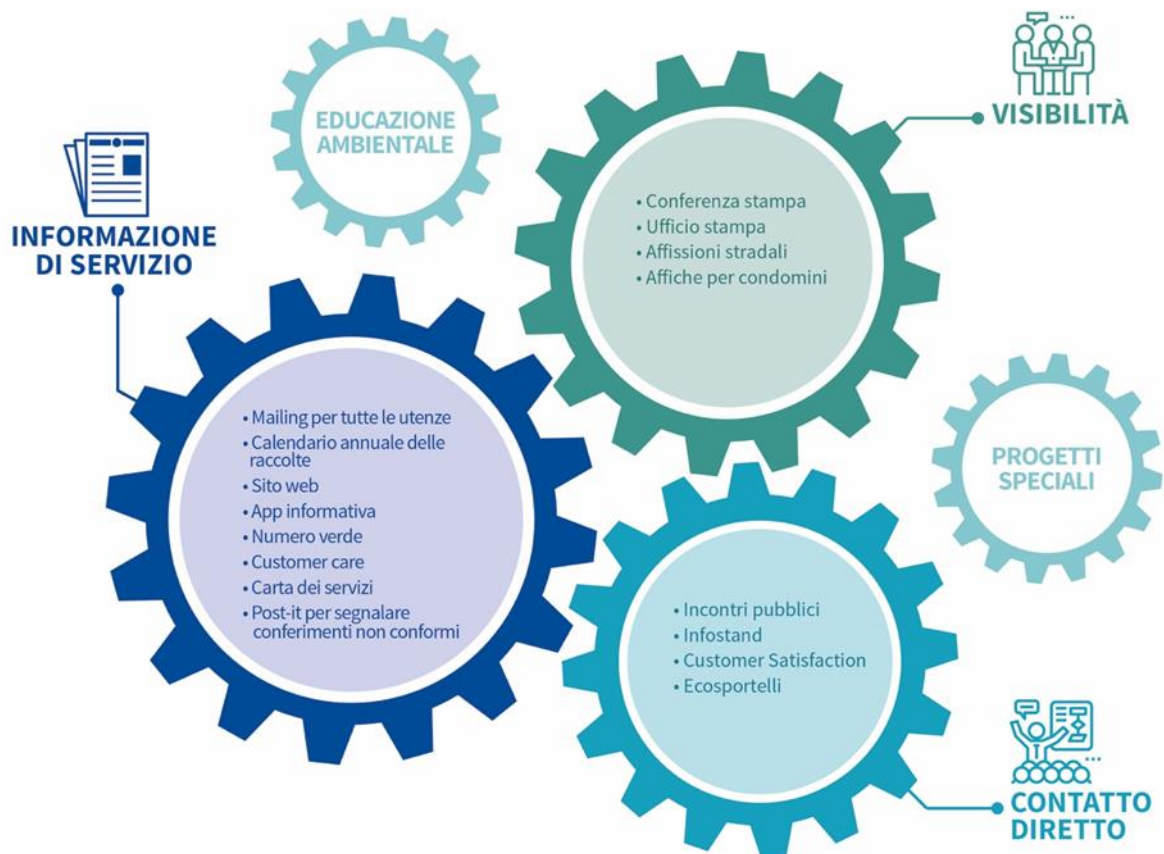 EDUCAZIONE
AMBIENTALE
VISIBILITÀ
• Conferenza stampa
• Ufficio stampa
• Affissioni stradali
• Affiche per condomini
INFORMAZIONE
DI SERVIZIO
• Mailing per tutte le utenze
• Calendario annuale delle
raccolte
• Sito web
• App informativa
• Numero verde
• Customer care
• Carta dei servizi
• Post-it per segnalare
conferimenti non conformi
PROGETTI
SPECIALI
• Incontri pubblici
• Infostand
• Customer Satisfaction
• Ecosportelli
CONTATTO
DIRETTO